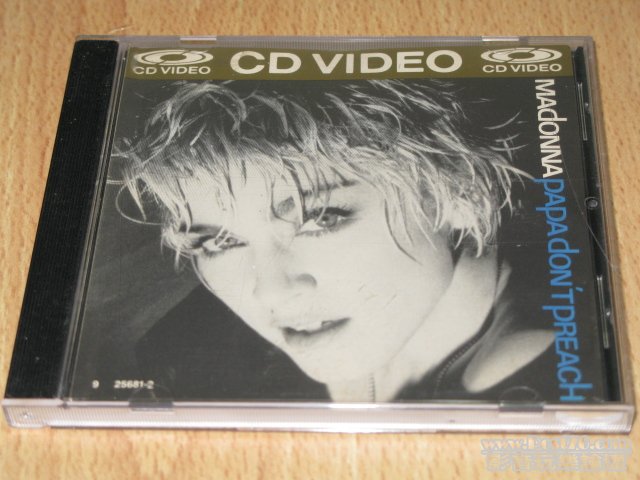 CD VIDEO
CD VIDEO
CD VIDEO
MAdONNA
PAPA dON'T PREACH
9 25681-2